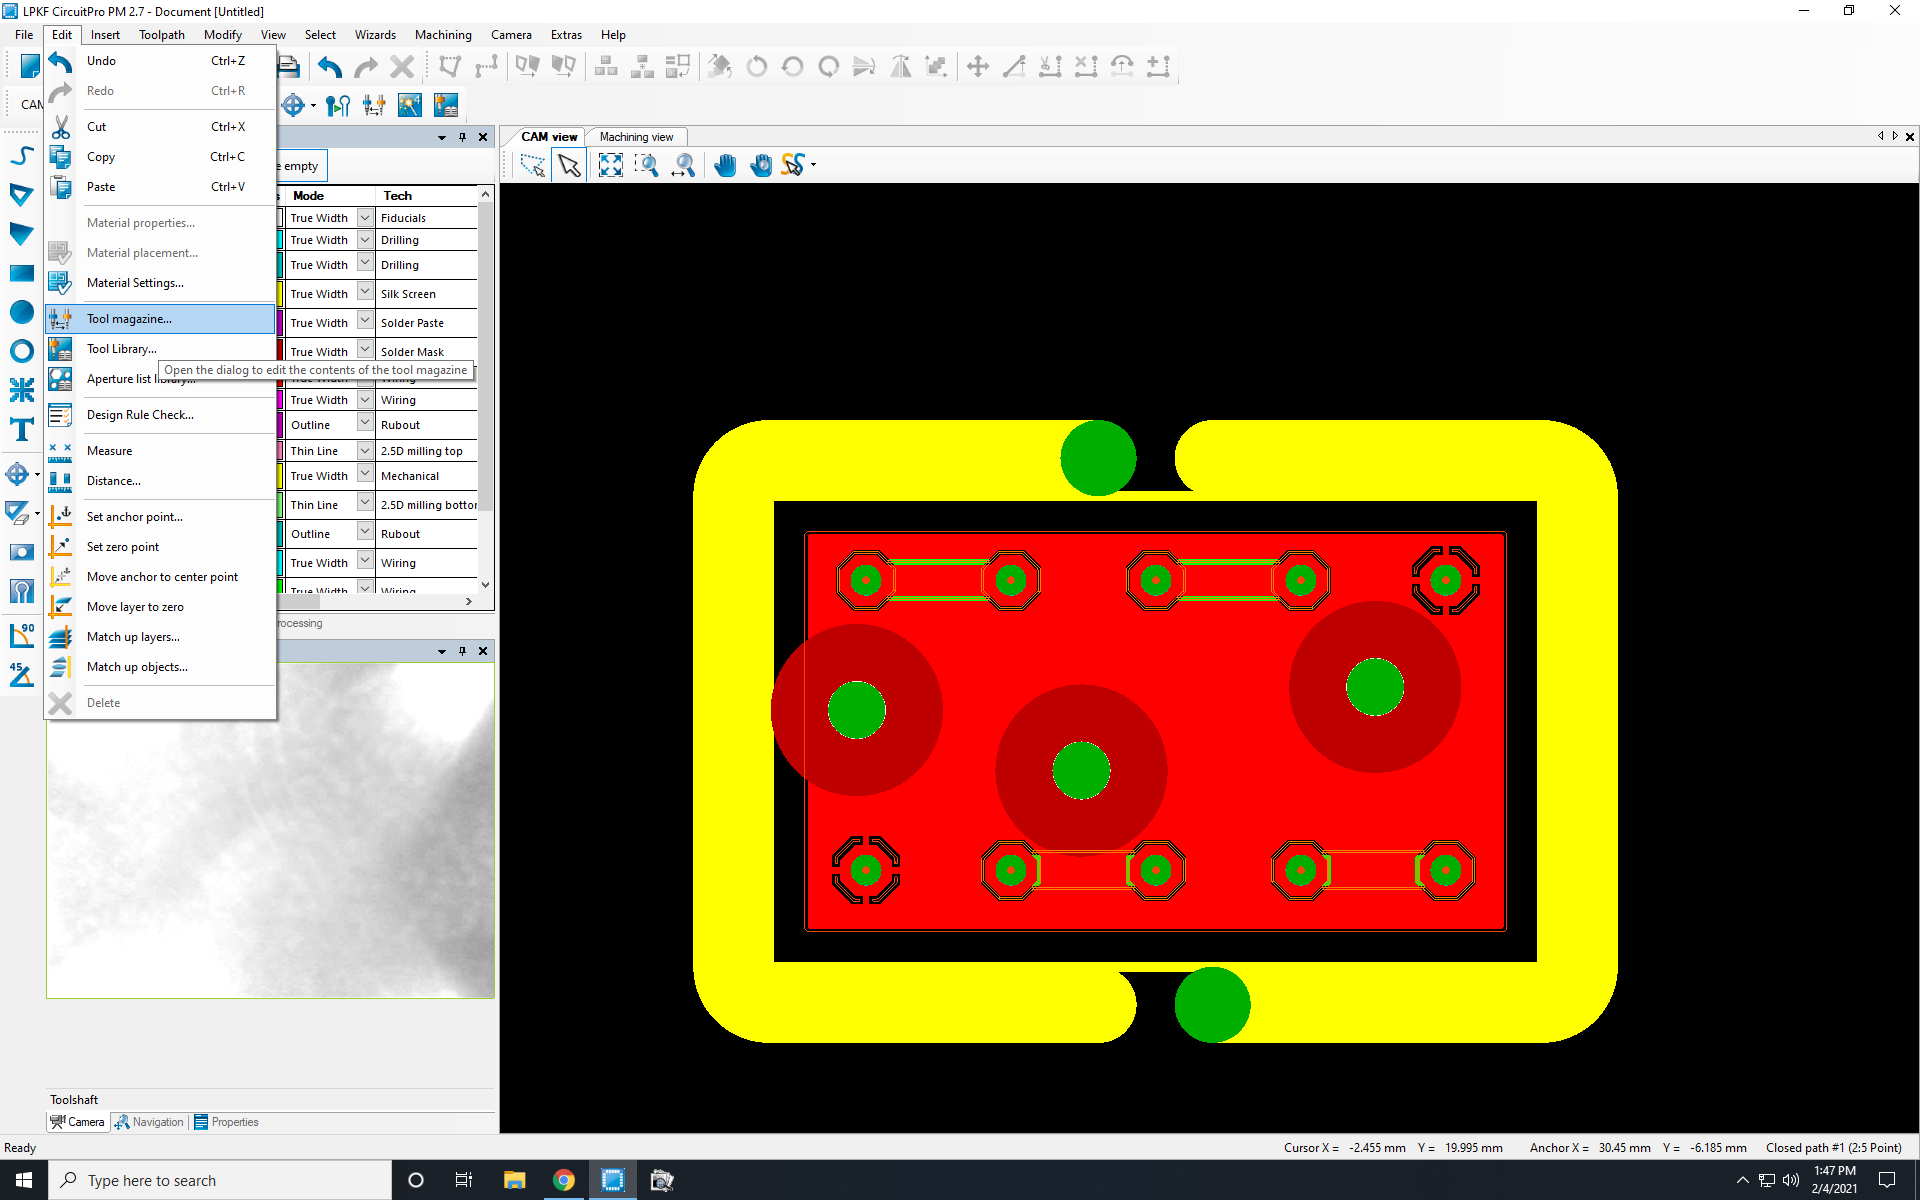 LPKF CircuitPro PM 2.7 - Document [Untitled]
File Edit Insert Toolpath Modify View Select Wizards Machining Camera Extras Help
Undo Ctrl+Z
Redo Ctrl+R
CAM
Cut Ctrl+X
Copy Ctrl+C
Paste Ctrl+V
Material properties...
Material placement...
Material Settings...
Tool magazine...
Tool Library...
Open the dialog to edit the contents of the tool magazine
Aperture list library...
Design Rule Check...
Measure
Distance...
Set anchor point...
Set zero point
Move anchor to center point
Move layer to zero
Match up layers...
Match up objects...
Delete
90
45
T
empty
Mode Tech
True Width Fiducials
True Width Drilling
True Width Drilling
True Width Silk Screen
True Width Solder Paste
True Width Solder Mask
True Width Wiring
True Width Wiring
Outline Rubout
Thin Line 2.5D milling top
True Width Mechanical
Thin Line 2.5D milling bottor
Outline Rubout
True Width Wiring
True Width Wiring
rocessing
CAM view Machining view
Toolshaft
Camera Navigation Properties
Ready
Cursor X = -2.455 mm Y = 19.995 mm Anchor X = 30.45 mm Y = -6.185 mm Closed path #1 (2:5 Point)
Type here to search
1:47 PM
2/4/2021